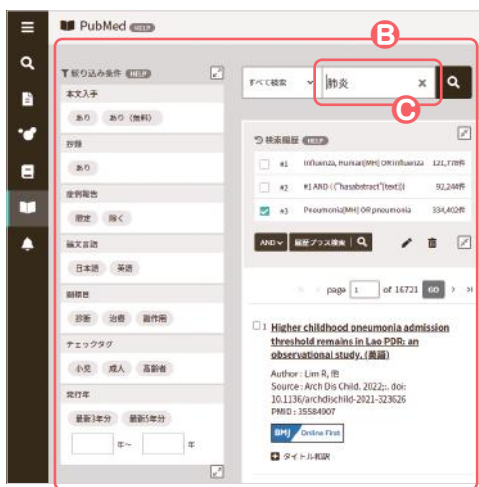 PubMed HELP
B
絞り込み条件 HELP
本文入手
あり
あり（無料）
抄録
あり
症例報告
限定
除く
論文言語
日本語
英語
副標目
診断
治療
副作用
チェックタグ
小児
成人
高齢者
発行年
最新3年分
最新5年分
年～
年
すべて検索
肺炎
C
検索履歴 HELP
#1 Influenza, Human[MH] OR influenza 121,778件
#2 #1 AND (("hasabstract"[text])) 92,244件
#3 Pneumonia[MH] OR pneumonia 334,402件
AND
履歴プラス検索
page 1 of 16721 GO
1 Higher childhood pneumonia admission
threshold remains in Lao PDR: an
observational study. (英語)
Author : Lim R, 他
Source : Arch Dis Child. 2022;:. doi:
10.1136/archdischild-2021-323626
PMID : 35584907
BMJ Online First
タイトル和訳